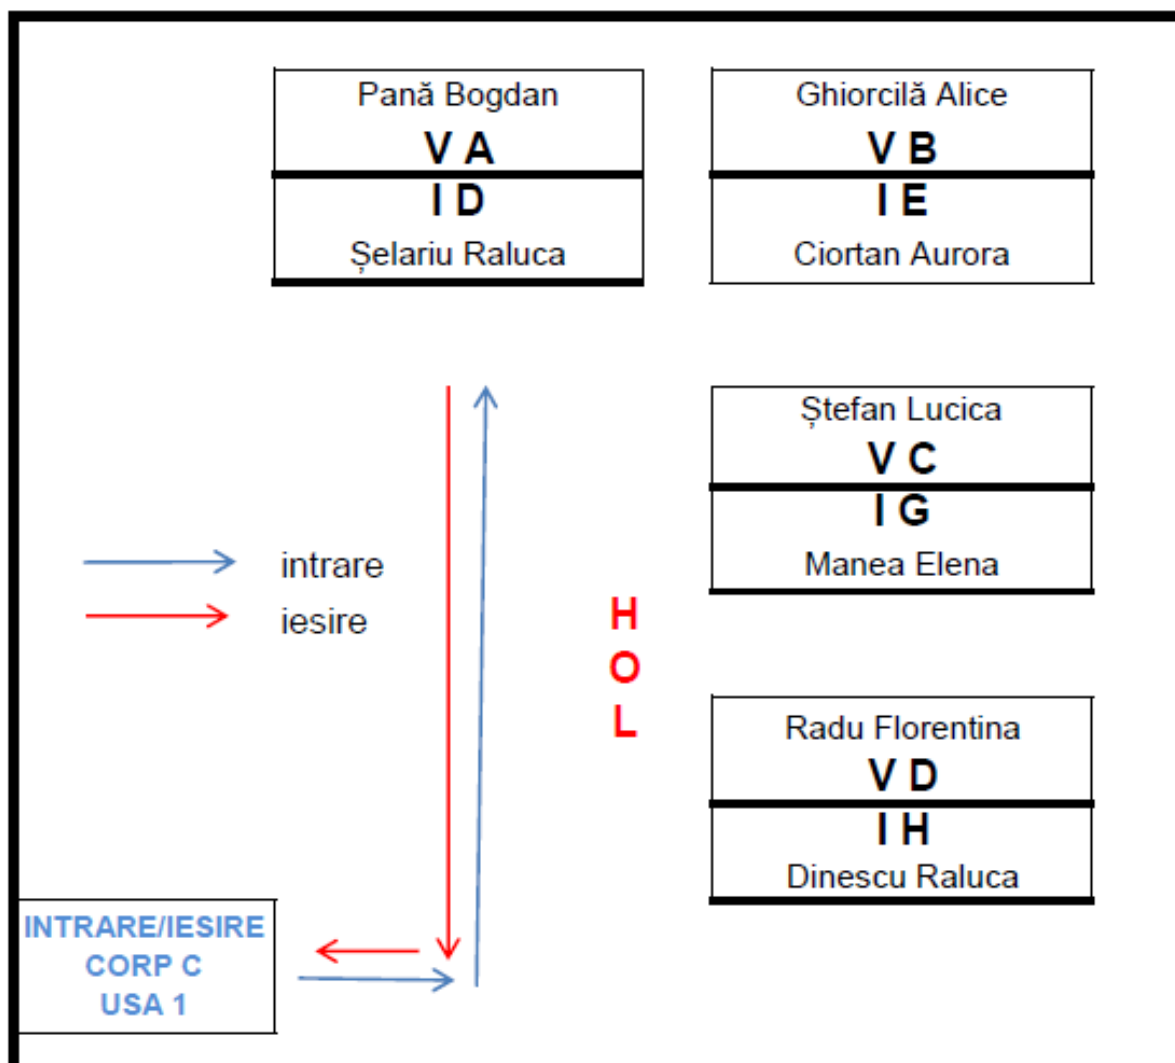 Pană Bogdan
V A
I D
Șelariu Raluca
Ghiorcilă Alice
V B
I E
Ciortan Aurora
Ștefan Lucica
V C
I G
Manea Elena
intrare
iesire
H
O
L
Radu Florentina
V D
I H
Dinescu Raluca
INTRARE/IESIRE
CORP C
USA 1